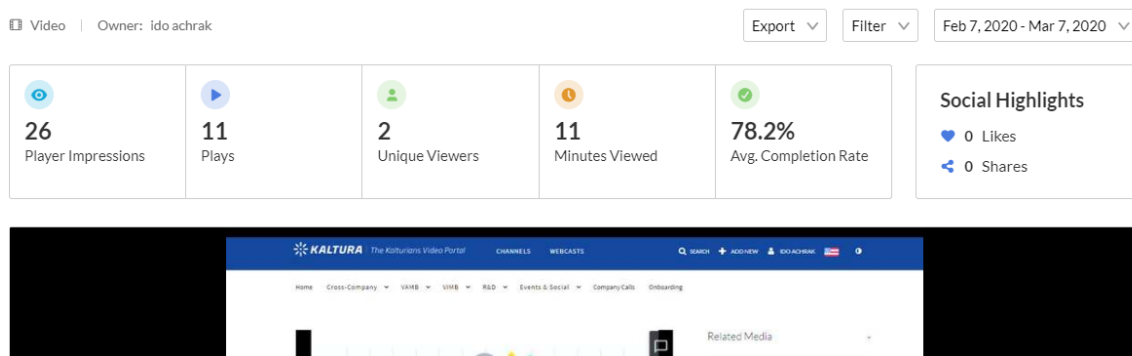 Video | Owner: ido achrak
Export
Filter
Feb 7, 2020 - Mar 7, 2020
26
Player Impressions
11
Plays
2
Unique Viewers
11
Minutes Viewed
78.2%
Avg. Completion Rate
Social Highlights
0 Likes
0 Shares
KALTURA The Kalturians Video Portal CHANNELS WEBCASTS SEARCH ADD NEW IDO ACHRAK
Home Cross-Company VAMB VIMB R&D Events & Social Company Calls Onboarding
Related Media